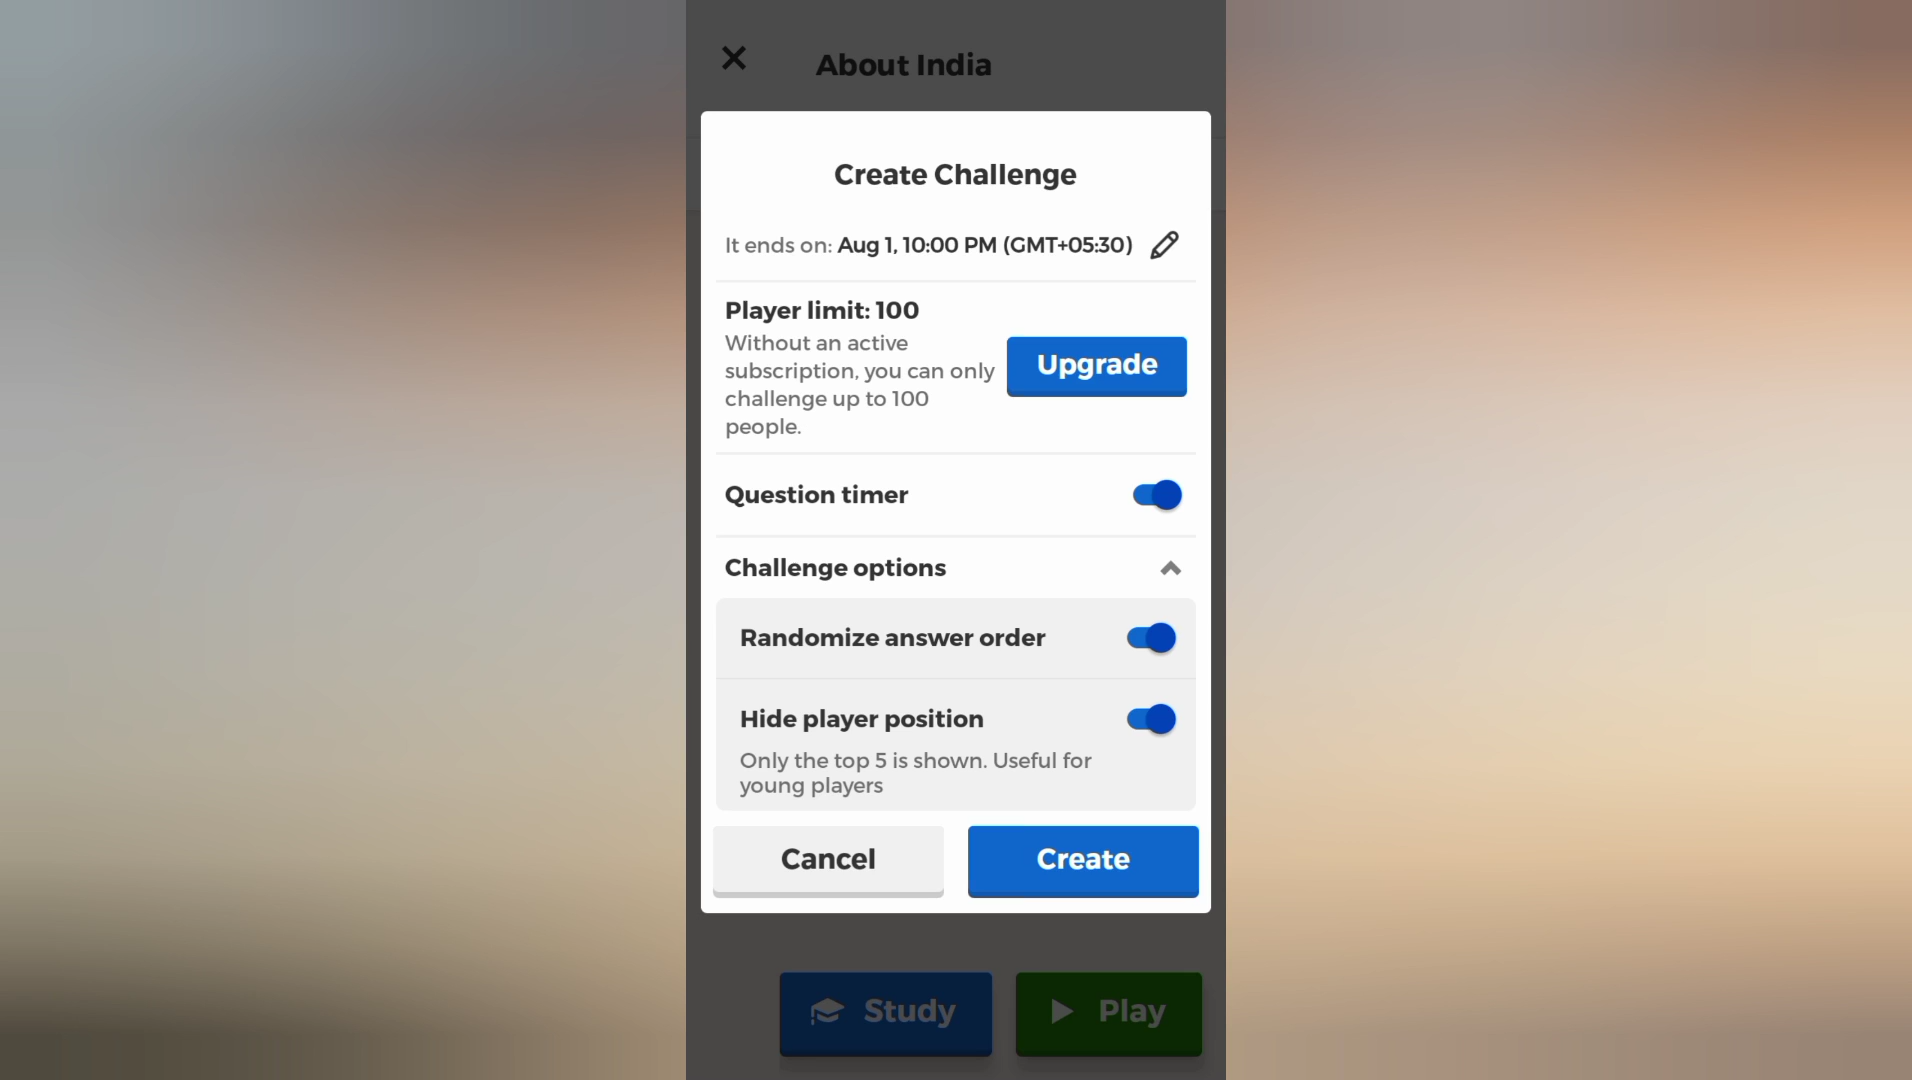 About India
Create Challenge
It ends on: Aug 1, 10:00 PM (GMT+05:30)
Player limit: 100
Without an active
subscription, you can only
challenge up to 100
people.
Upgrade
Question timer
Challenge options
Randomize answer order
Hide player position
Only the top 5 is shown. Useful for
young players
Cancel
Create
Study
Play